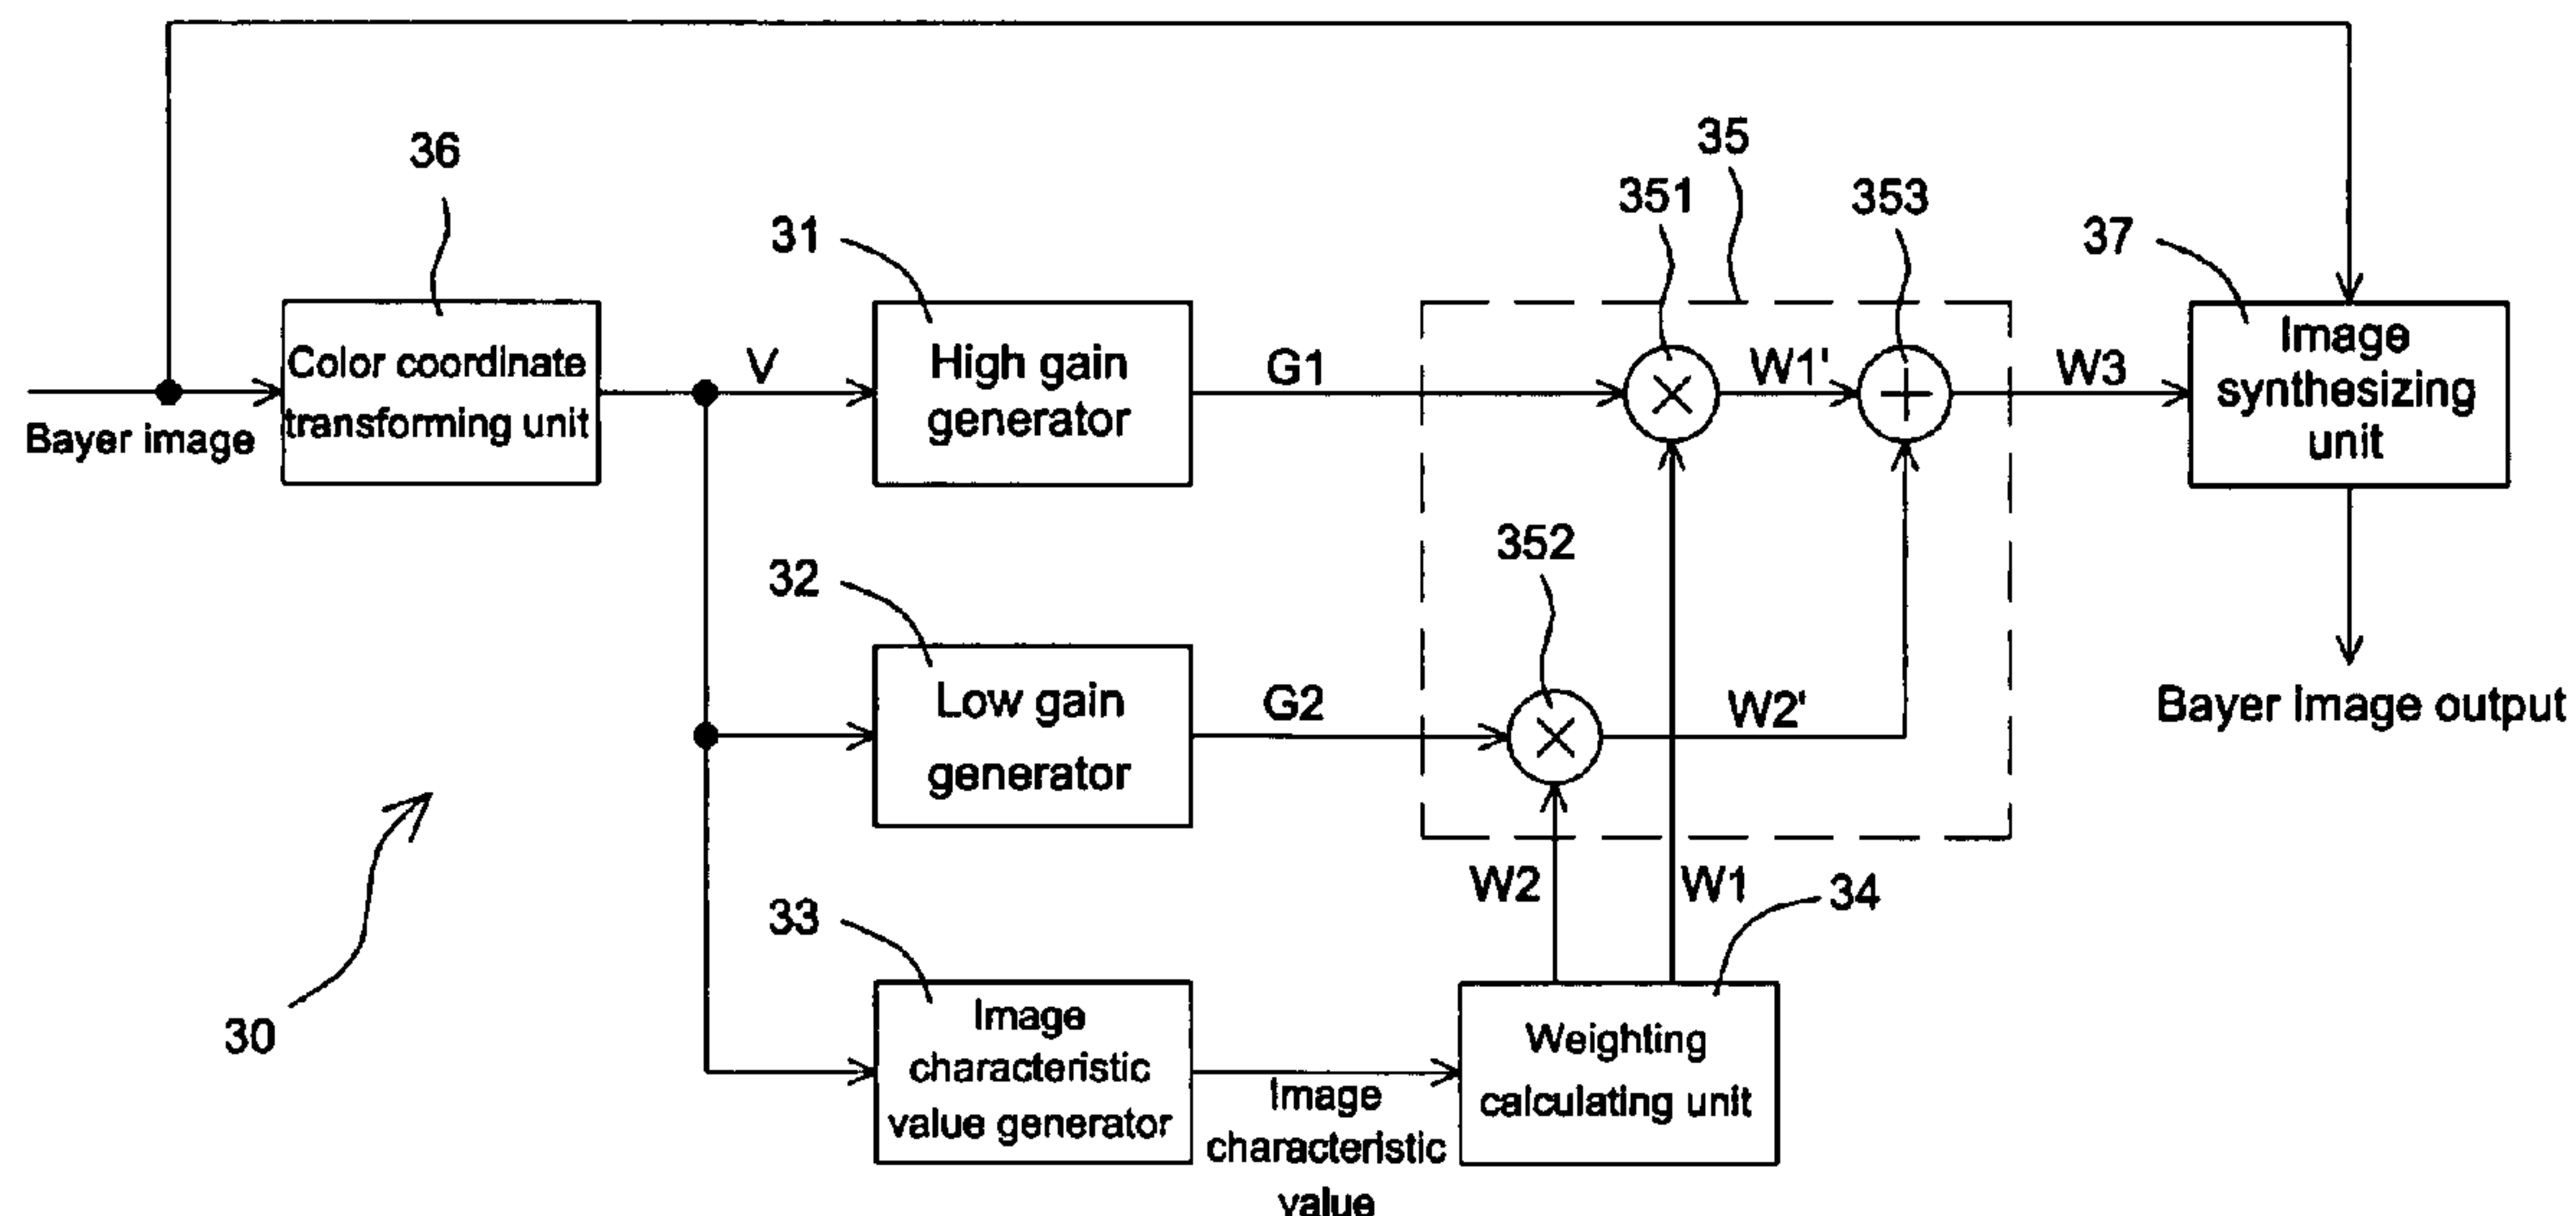 36
35
351
353
31
37
Color coordinate
transforming unit
V
High gain
generator
G1
W1'
W3
Image
synthesizing
unit
Bayer image
32
352
Low gain
generator
G2
W2'
Bayer Image output
W2
W1
34
33
Image
characteristic
value generator
Image
characteristic
value
Weighting
calculating unit
30